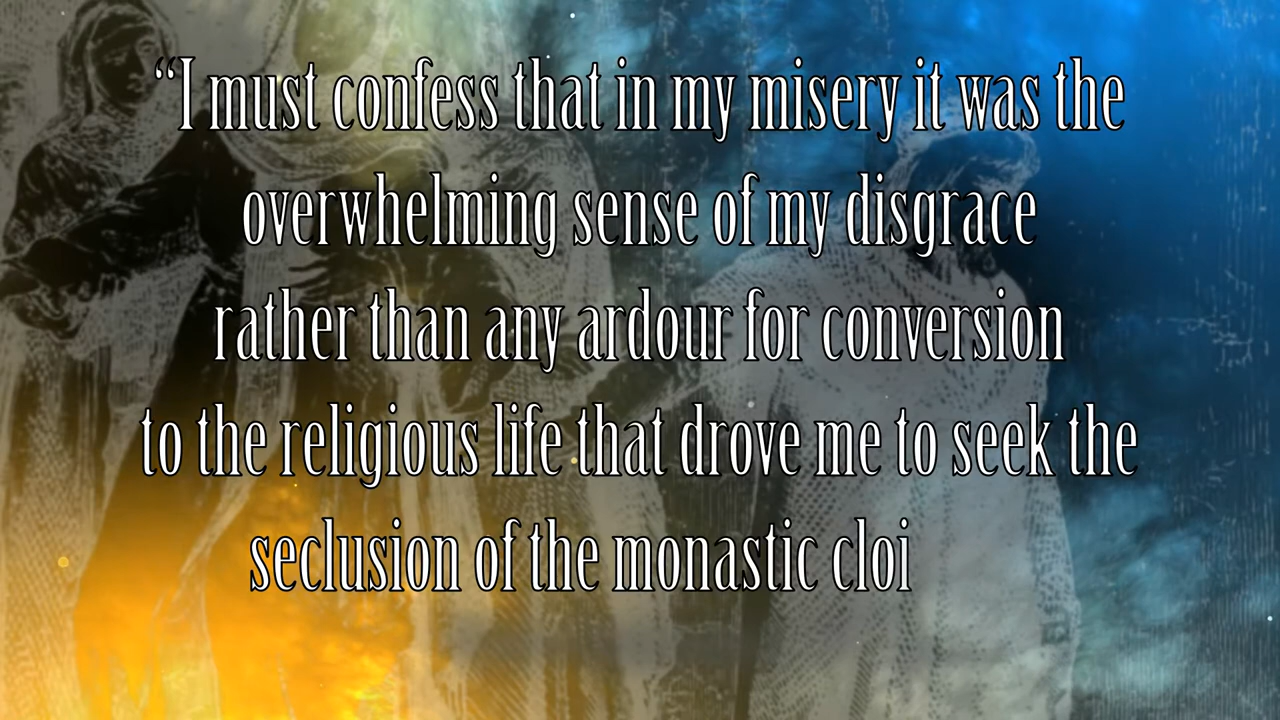 “I must confess that in my misery it was the
overwhelming sense of my disgrace
rather than any ardour for conversion
to the religious life that drove me to seek the
seclusion of the monastic cloi